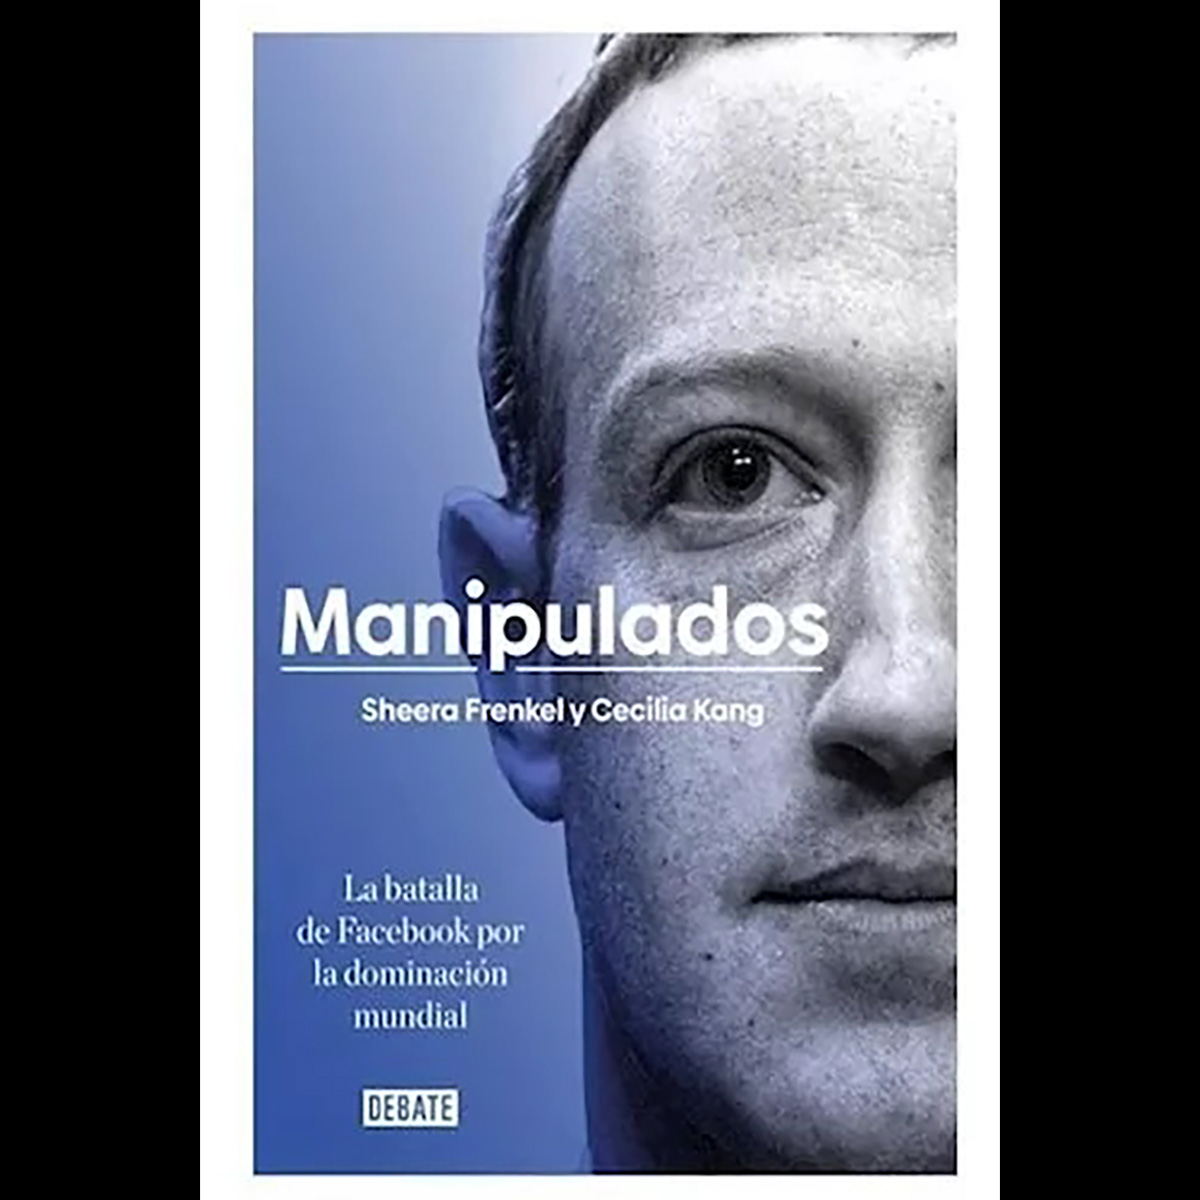 Manipulados
Sheera Frenkel y Cecilia Kang
La batalla
de Facebook por
la dominación
mundial
DEBATE